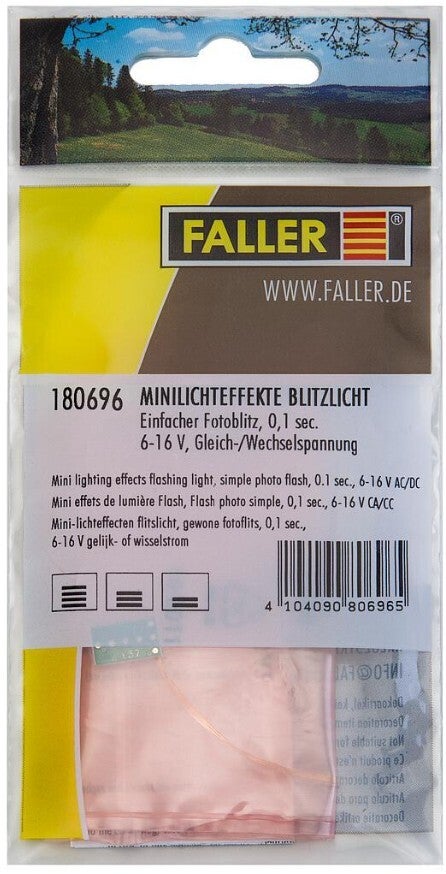 FALLER ®
WWW.FALLER.DE
180696 MINILICHTEFFEKTE BLITZLICHT
Einfacher Fotoblitz, 0,1 sec.
6-16 V, Gleich-/Wechselspannung
Mini lighting effects flashing light, simple photo flash, 0.1 sec., 6-16 V AC/DC
Mini effets de lumière Flash, Flash photo simple, 0,1 sec., 6-16 V CA/CC
Mini-lichteffecten flitslicht, gewone fotoflits, 0,1 sec.,
6-16 V gelijk- of wisselstrom
4 104090 806965